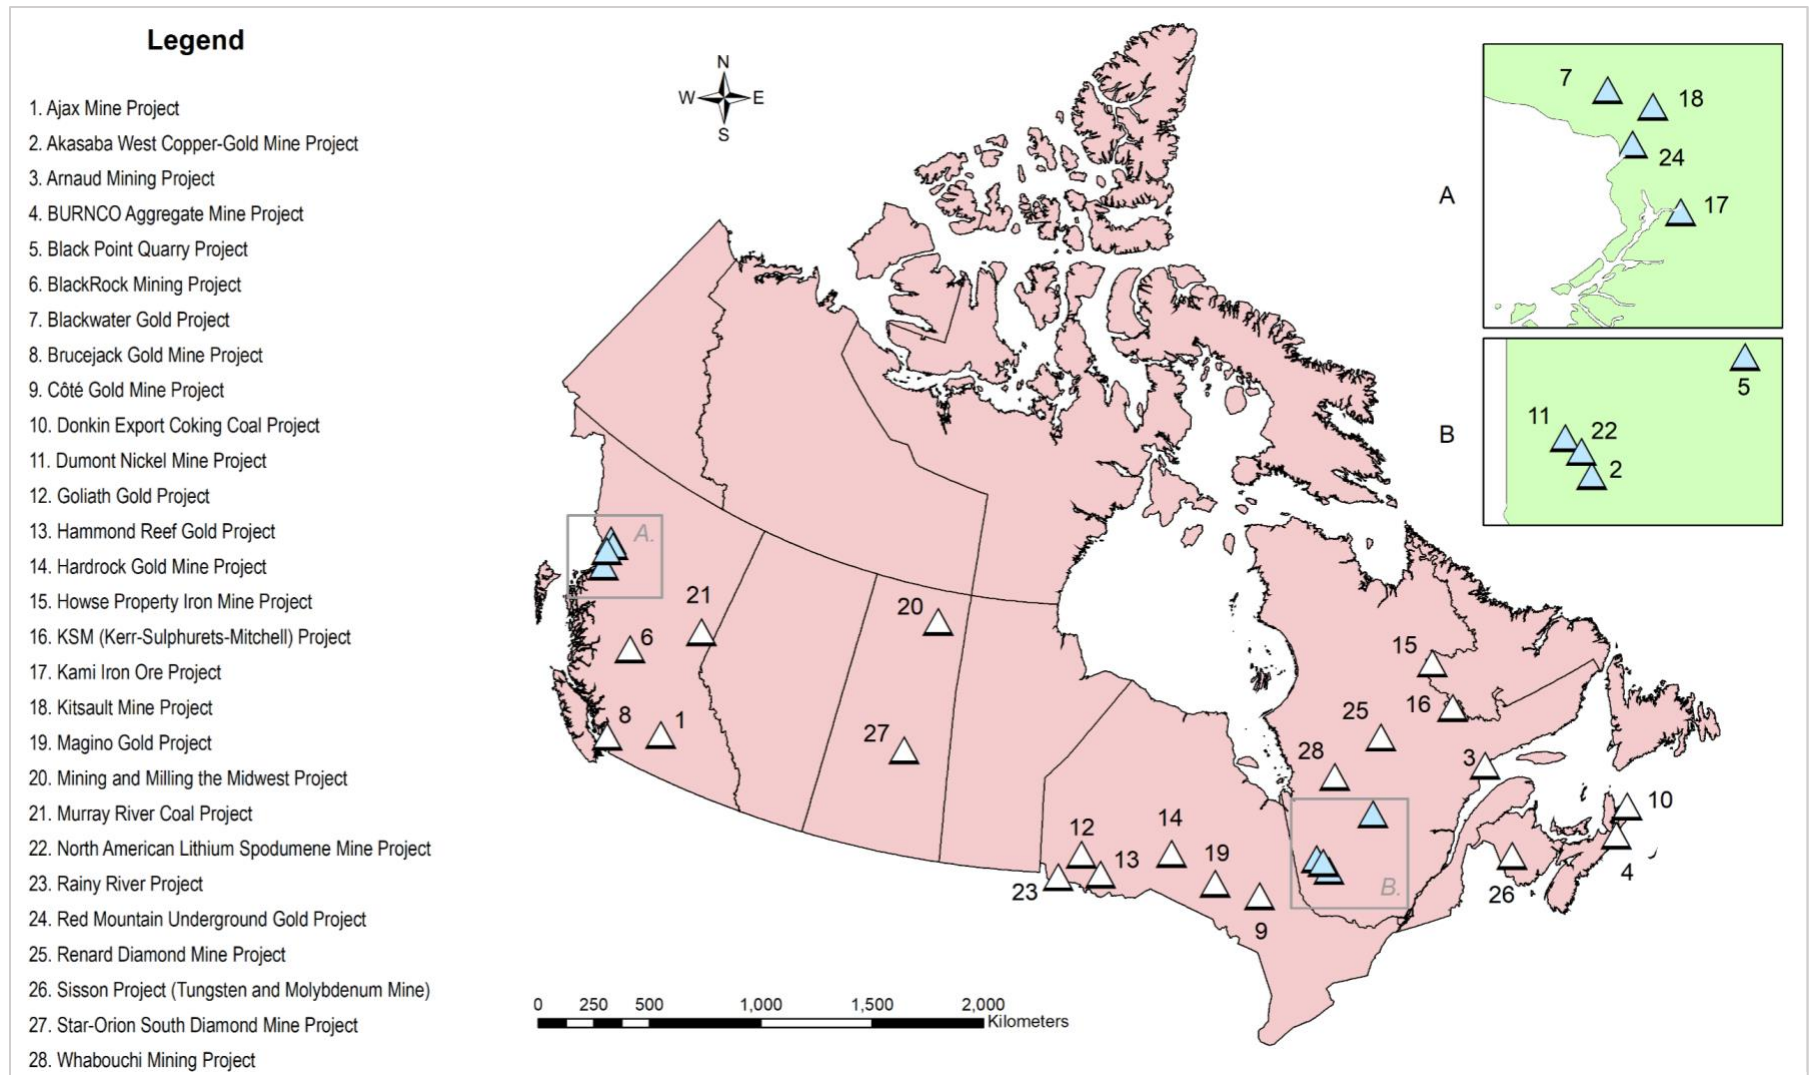 Legend
1. Ajax Mine Project
2. Akasaba West Copper-Gold Mine Project
3. Arnaud Mining Project
4. BURNCO Aggregate Mine Project
5. Black Point Quarry Project
6. BlackRock Mining Project
7. Blackwater Gold Project
8. Brucejack Gold Mine Project
9. Côté Gold Mine Project
10. Donkin Export Coking Coal Project
11. Dumont Nickel Mine Project
12. Goliath Gold Project
13. Hammond Reef Gold Project
14. Hardrock Gold Mine Project
15. Howse Property Iron Mine Project
16. KSM (Kerr-Sulphurets-Mitchell) Project
17. Kami Iron Ore Project
18. Kitsault Mine Project
19. Magino Gold Project
20. Mining and Milling the Midwest Project
21. Murray River Coal Project
22. North American Lithium Spodumene Mine Project
23. Rainy River Project
24. Red Mountain Underground Gold Project
25. Renard Diamond Mine Project
26. Sisson Project (Tungsten and Molybdenum Mine)
27. Star-Orion South Diamond Mine Project
28. Whabouchi Mining Project
N
W E
S
A.
21
20
6
8
1
27
15
16
25
28
3
10
4
26
B.
12
14
13
19
23
9
0 250 500 1,000 1,500 2,000
Kilometers
A
7
18
24
17
B
5
11
22
2